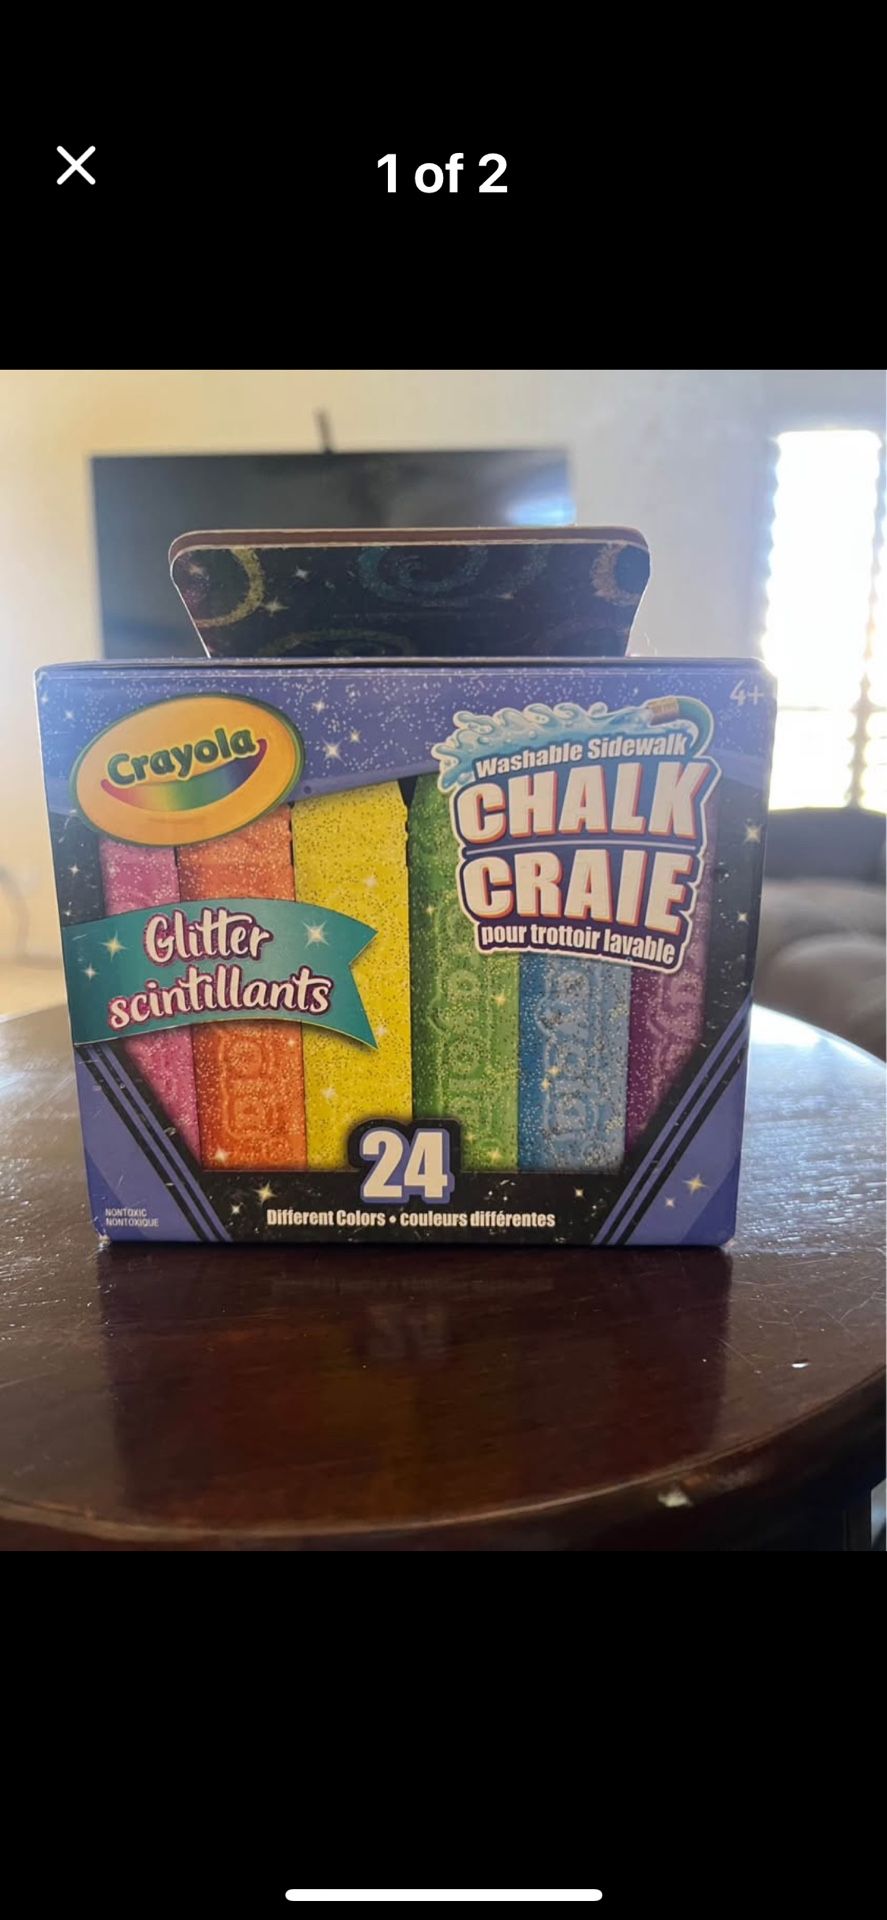 1 of 2
4+
Crayola
Washable Sidewalk
CHALK
CRAIE
pour trottoir lavable
Glitter
scintillants
24
Different Colors • couleurs différentes
NONTOXIC
NONTOXIQUE